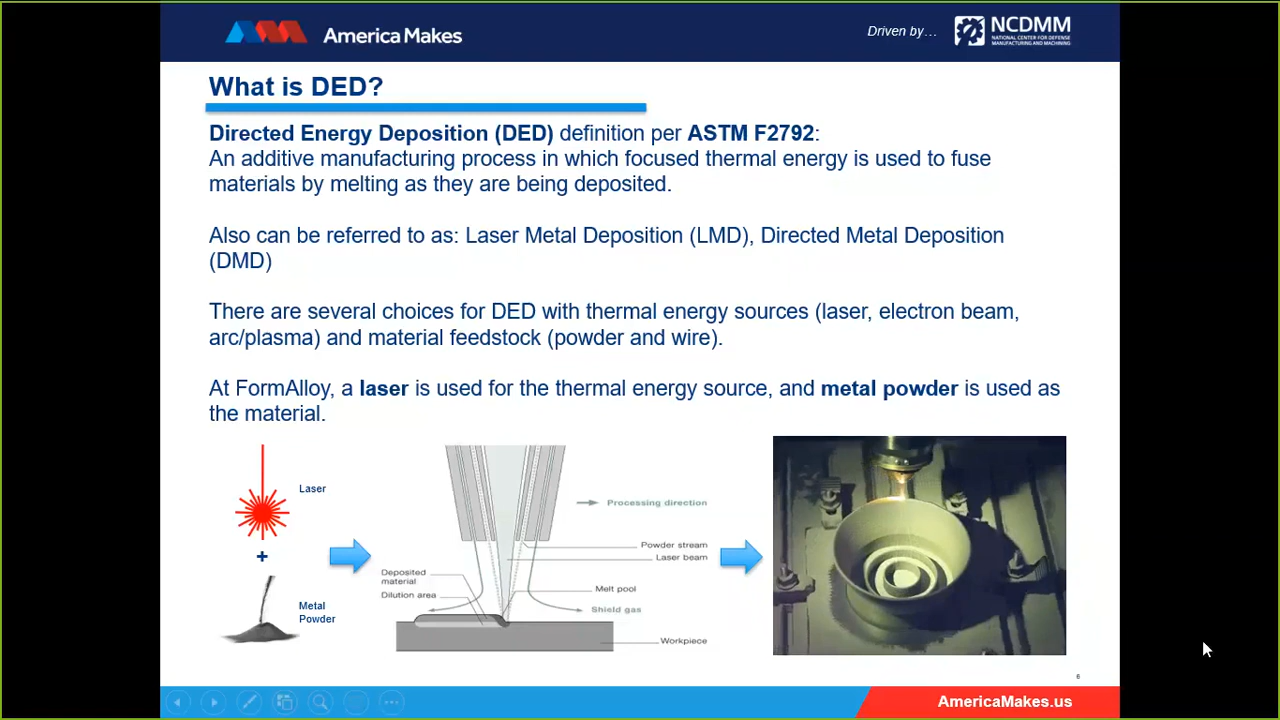 America Makes
Driven by…
NCDMM
NATIONAL CENTER FOR DEFENSE
MANUFACTURING AND MACHINING
What is DED?
Directed Energy Deposition (DED) definition per ASTM F2792:
An additive manufacturing process in which focused thermal energy is used to fuse
materials by melting as they are being deposited.
Also can be referred to as: Laser Metal Deposition (LMD), Directed Metal Deposition
(DMD)
There are several choices for DED with thermal energy sources (laser, electron beam,
arc/plasma) and material feedstock (powder and wire).
At FormAlloy, a laser is used for the thermal energy source, and metal powder is used as
the material.
Laser
+
Metal
Powder
Processing direction
Powder stream
Laser beam
Deposited
material
Dilution area
Melt pool
Shield gas
Workpiece
6
AmericaMakes.us